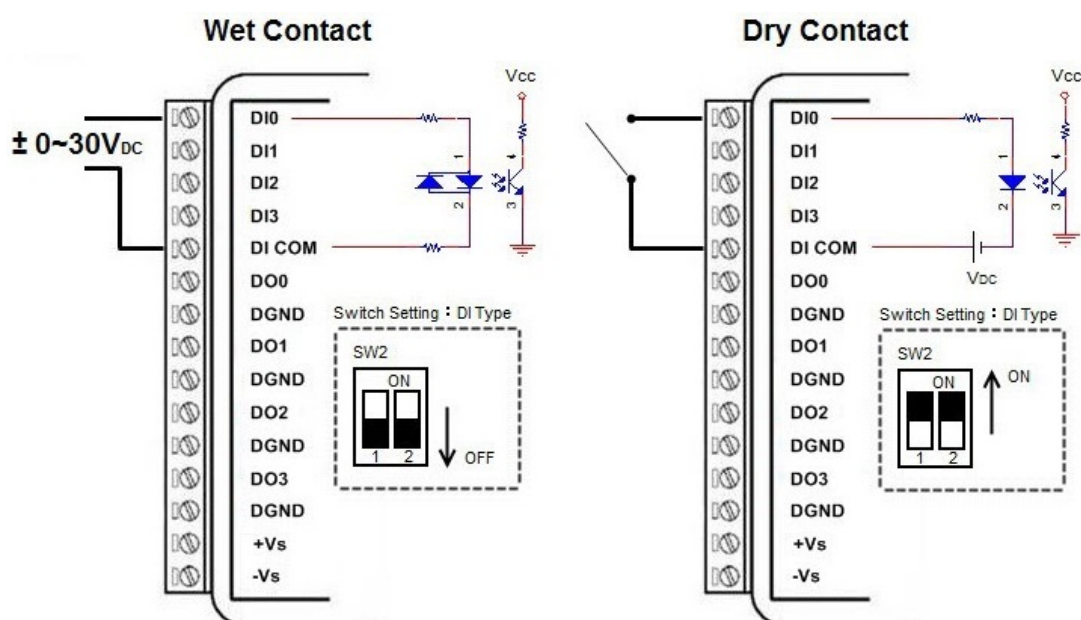 Wet Contact
± 0~30VDC
DI0
DI1
DI2
DI3
DI COM
DO0
DGND
DO1
DGND
DO2
DGND
DO3
DGND
+Vs
-Vs
Vcc
1
4
2
3
Switch Setting：DI Type
SW2
ON
1 2
OFF
Dry Contact
DI0
DI1
DI2
DI3
DI COM
DO0
DGND
DO1
DGND
DO2
DGND
DO3
DGND
+Vs
-Vs
Vcc
1
4
2
3
VDC
Switch Setting：DI Type
SW2
ON
1 2
ON